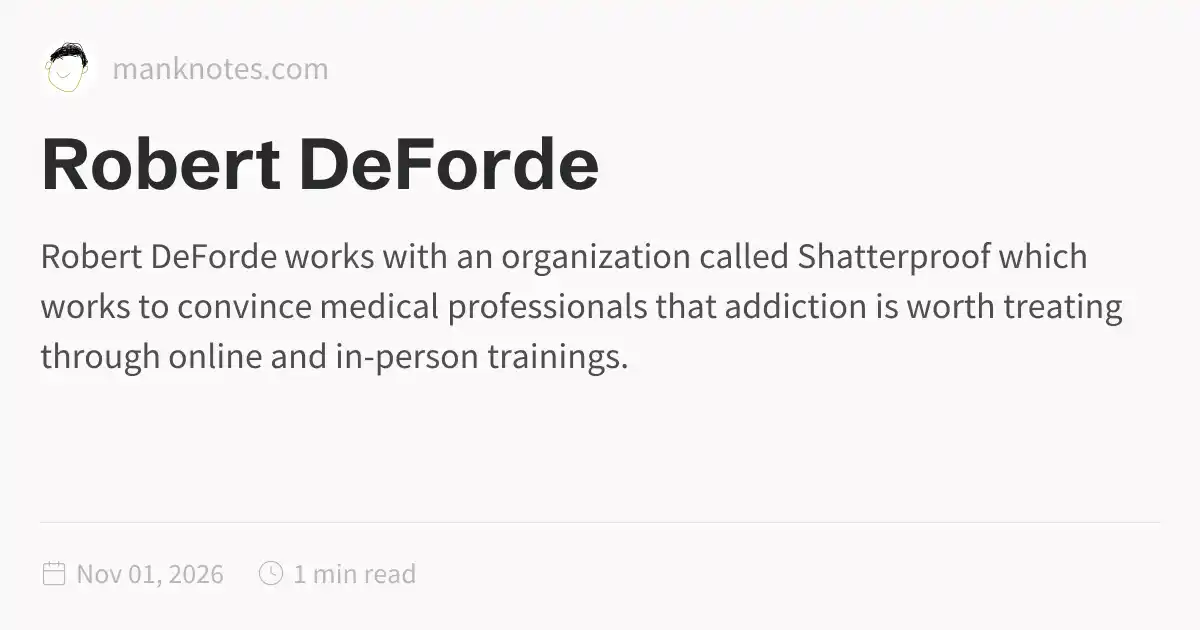 manknotes.com
Robert DeForde
Robert DeForde works with an organization called Shatterproof which
works to convince medical professionals that addiction is worth treating
through online and in-person trainings.
Nov 01, 2026 1 min read